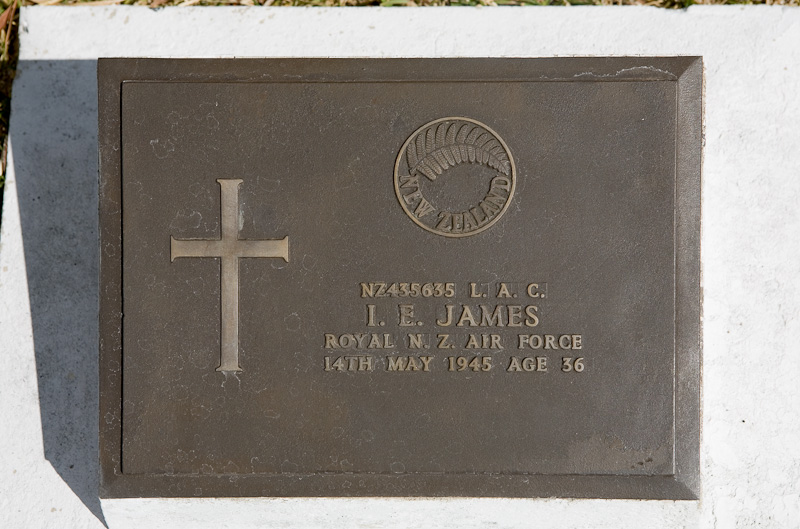 NEW ZEALAND
NZ435635 L. A. C.
I. E. JAMES
ROYAL N. Z. AIR FORCE
14TH MAY 1945 AGE 36